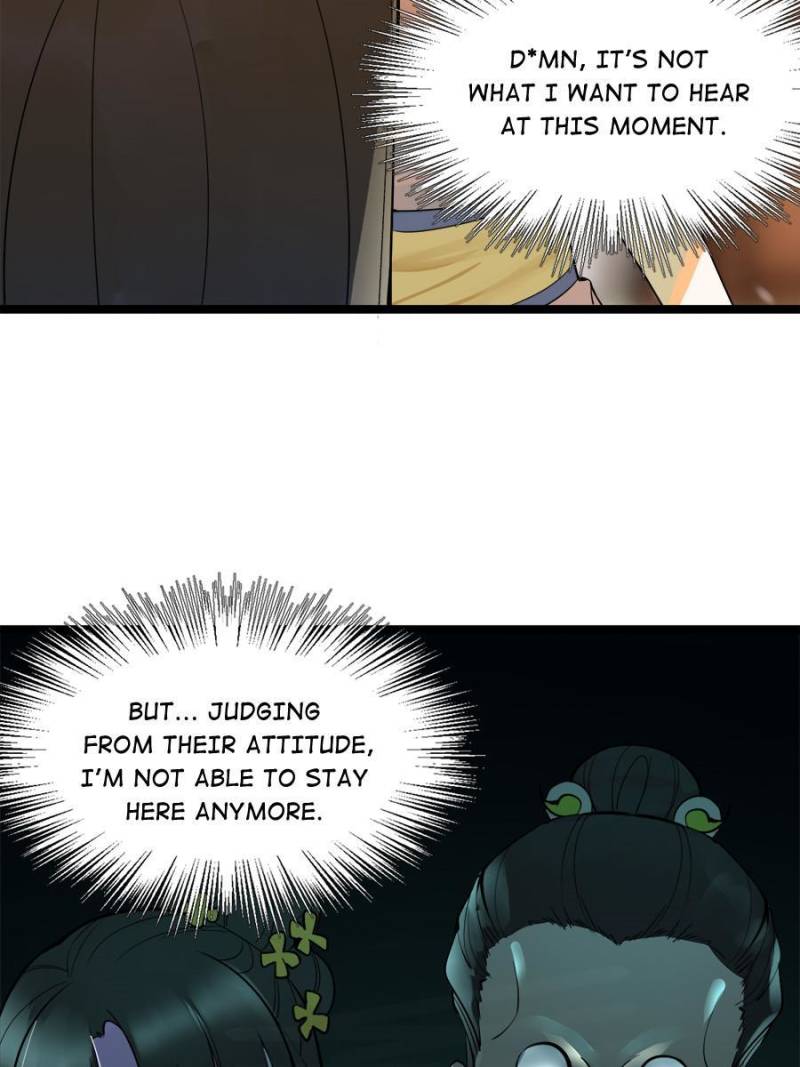 D*MN, IT'S NOT
WHAT I WANT TO HEAR
AT THIS MOMENT.
BUT... JUDGING
FROM THEIR ATTITUDE,
I'M NOT ABLE TO STAY
HERE ANYMORE.